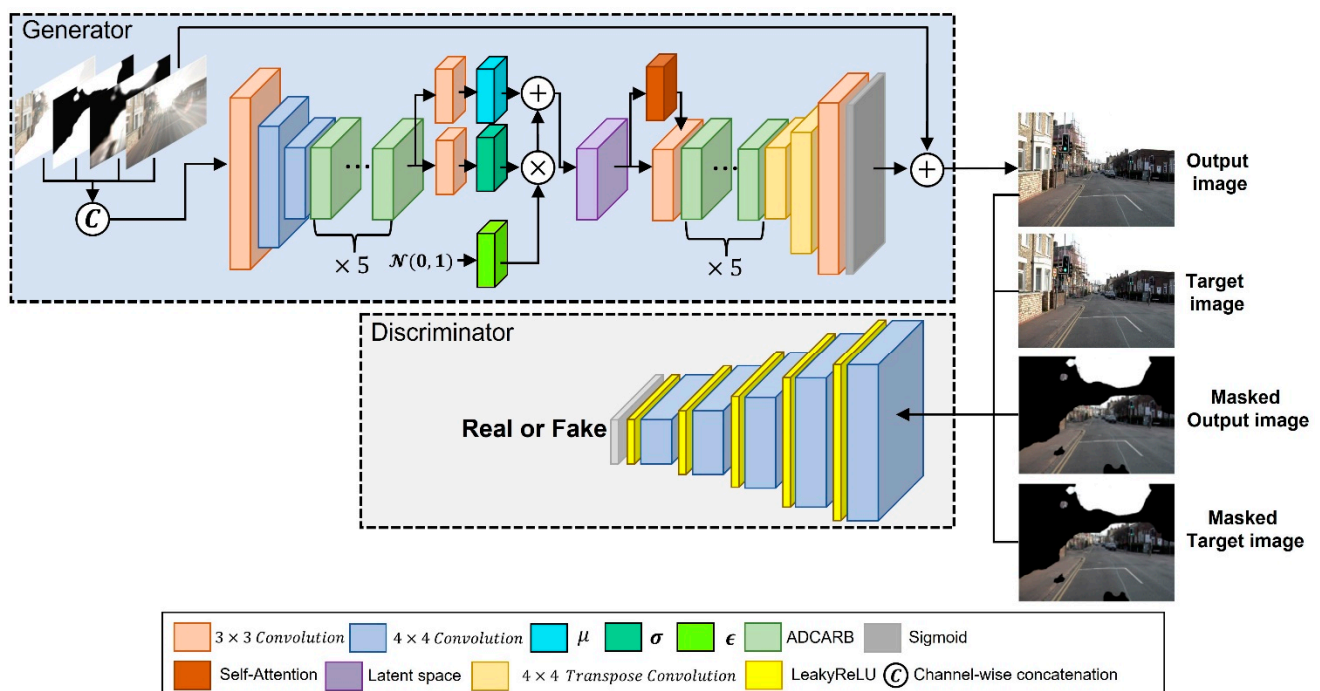 Generator
C
× 5
𝒩(0, 1)
+
×
× 5
+
Output
image
Target
image
Discriminator
Real or Fake
Masked
Output image
Masked
Target image
3 × 3 Convolution
4 × 4 Convolution
μ
σ
ϵ
ADCARB
Sigmoid
Self-Attention
Latent space
4 × 4 Transpose Convolution
LeakyReLU
C
Channel-wise concatenation